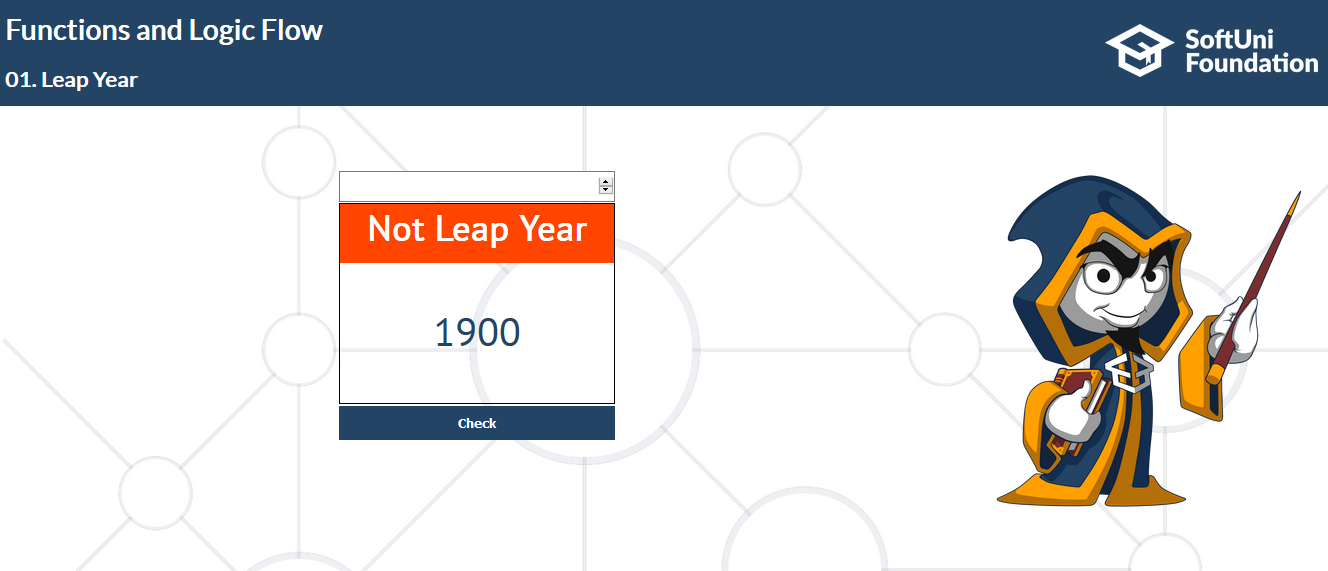 Functions and Logic Flow
01. Leap Year
SoftUni
Foundation
Not Leap Year
1900
Check